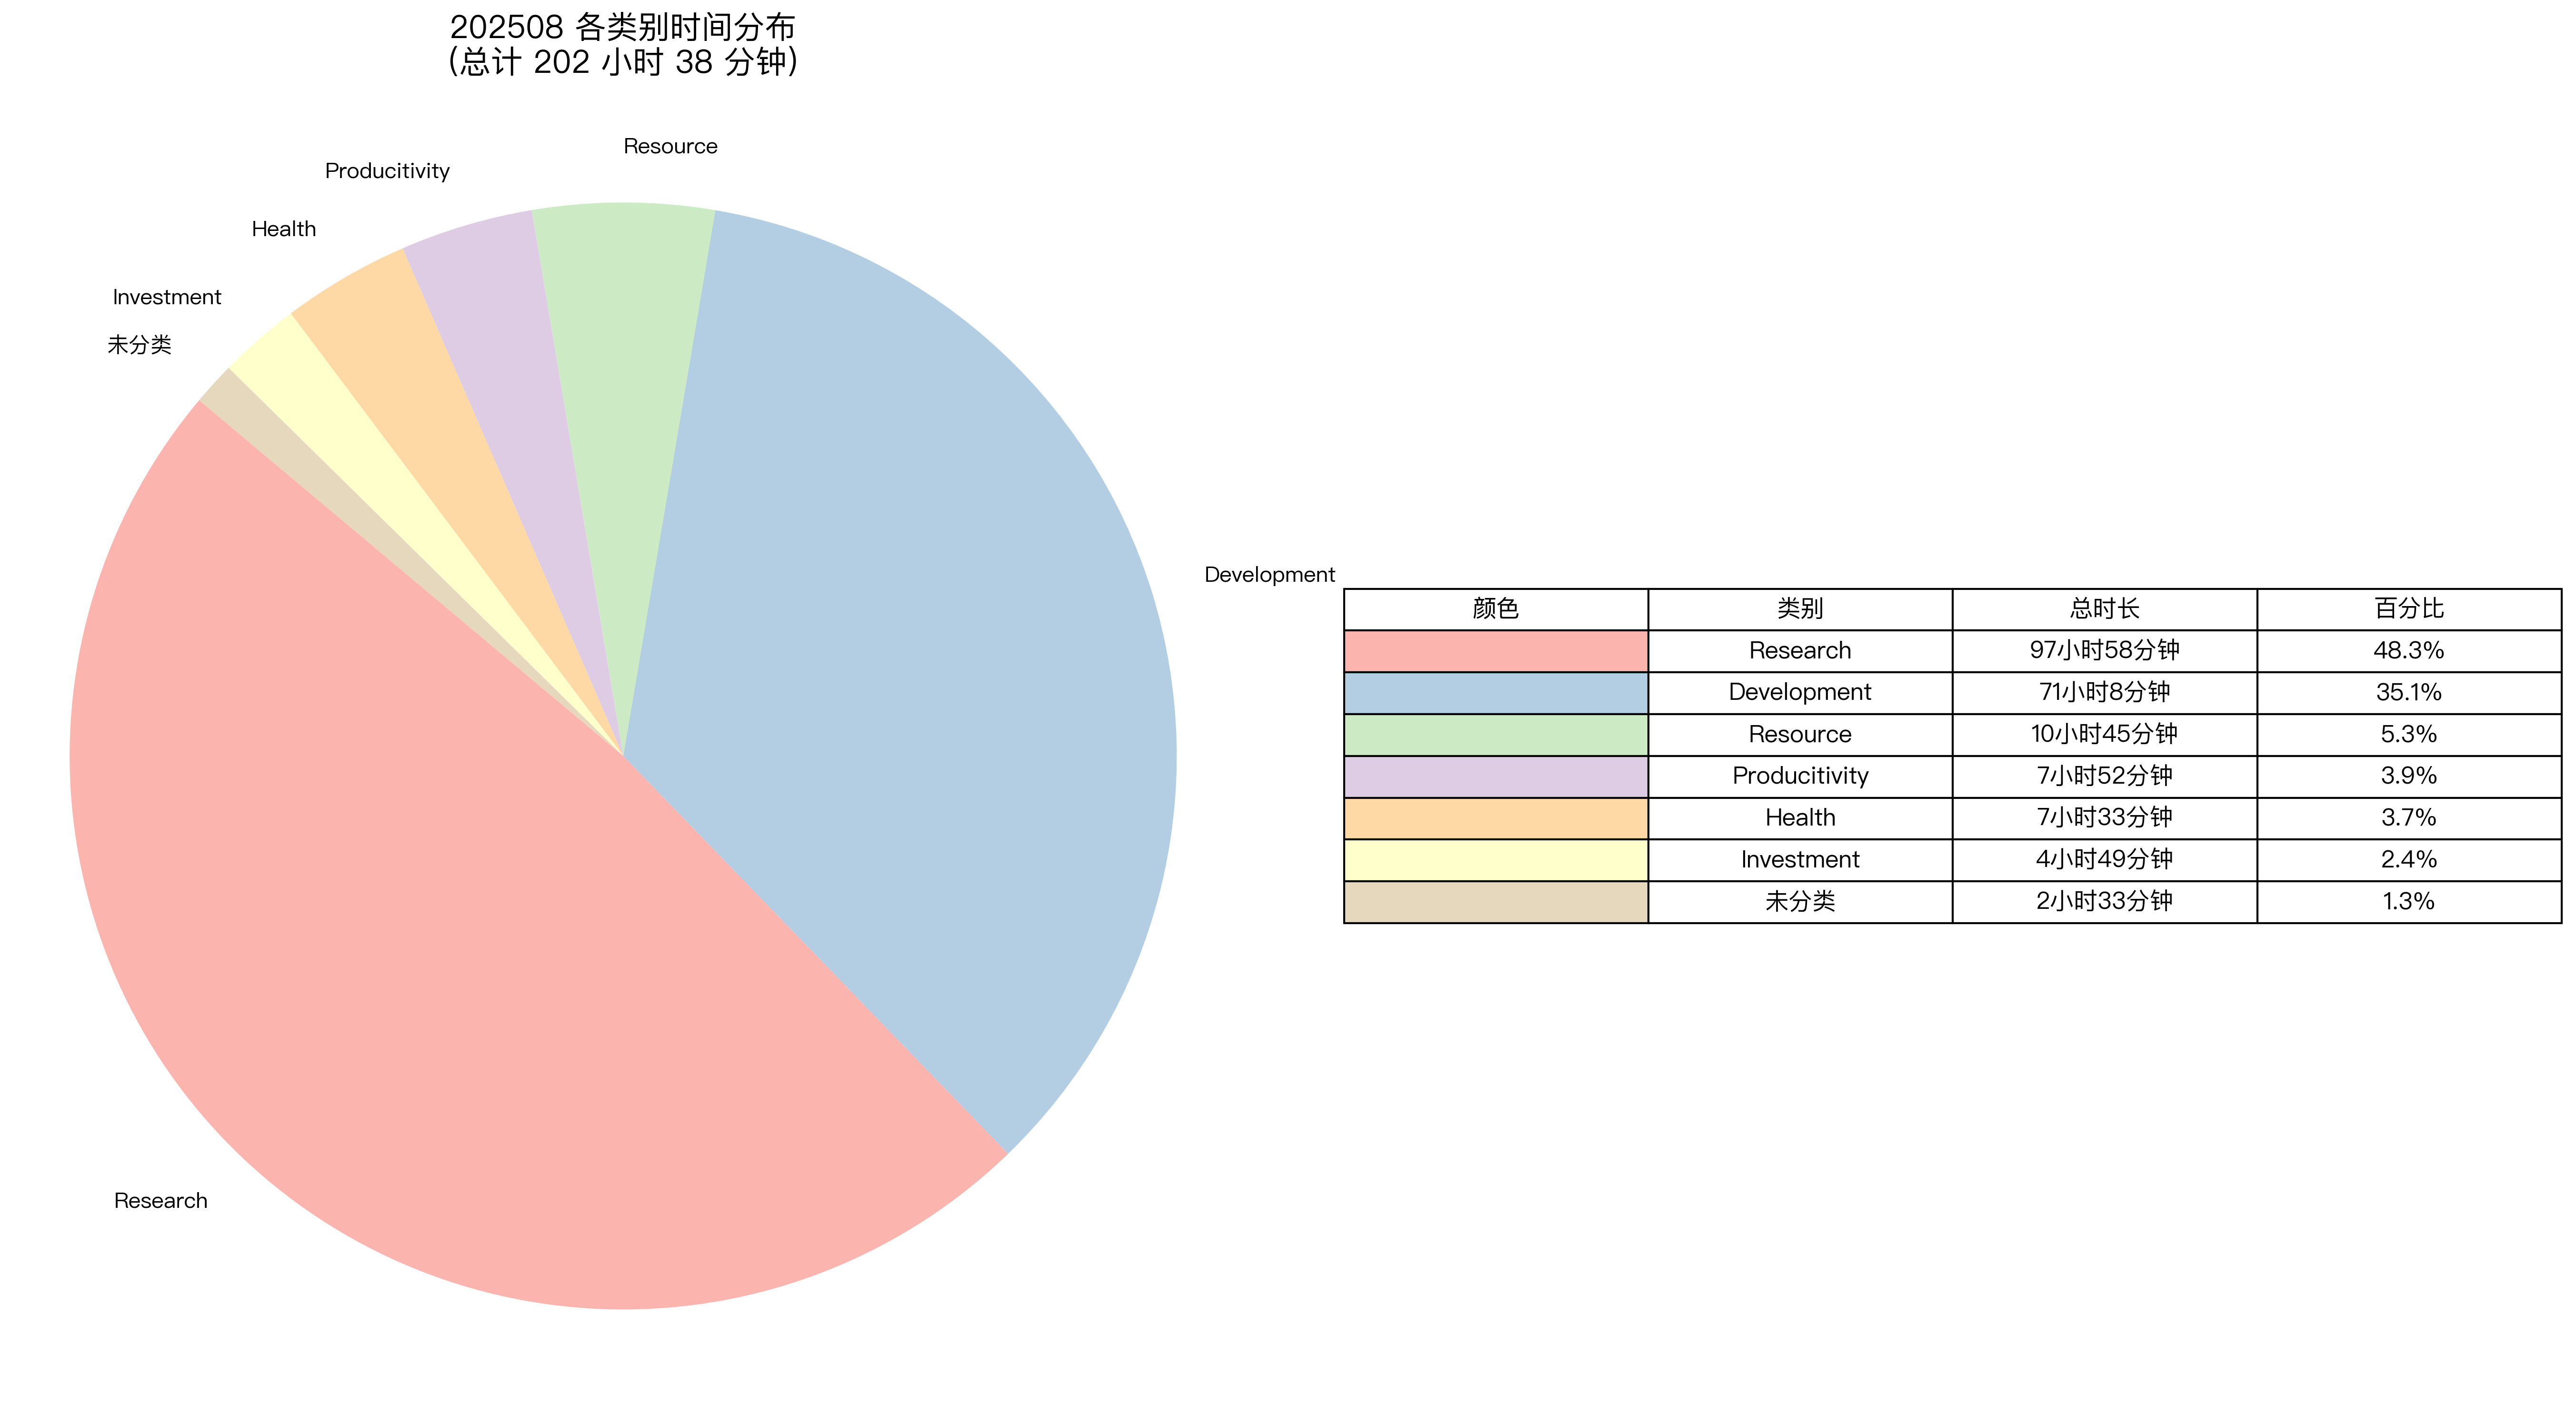 202508 各类别时间分布
(总计 202 小时 38 分钟)
Resource
Producitivity
Health
Investment
未分类
Development
Research
颜色 类别 总时长 百分比
Research 97小时58分钟 48.3%
Development 71小时8分钟 35.1%
Resource 10小时45分钟 5.3%
Producitivity 7小时52分钟 3.9%
Health 7小时33分钟 3.7%
Investment 4小时49分钟 2.4%
未分类 2小时33分钟 1.3%